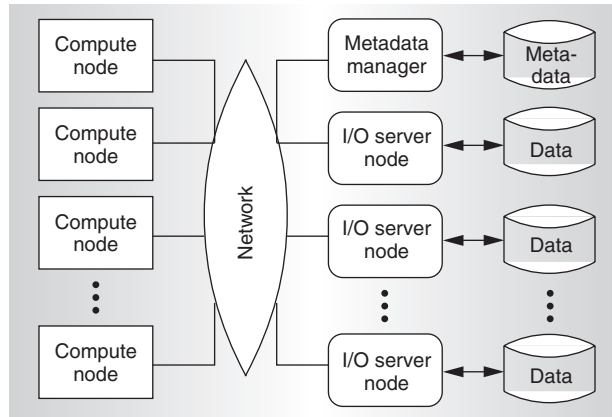 Compute
node
Compute
node
Compute
node
Compute
node
Network
Metadata
manager
I/O server
node
I/O server
node
I/O server
node
Meta-
data
Data
Data
Data